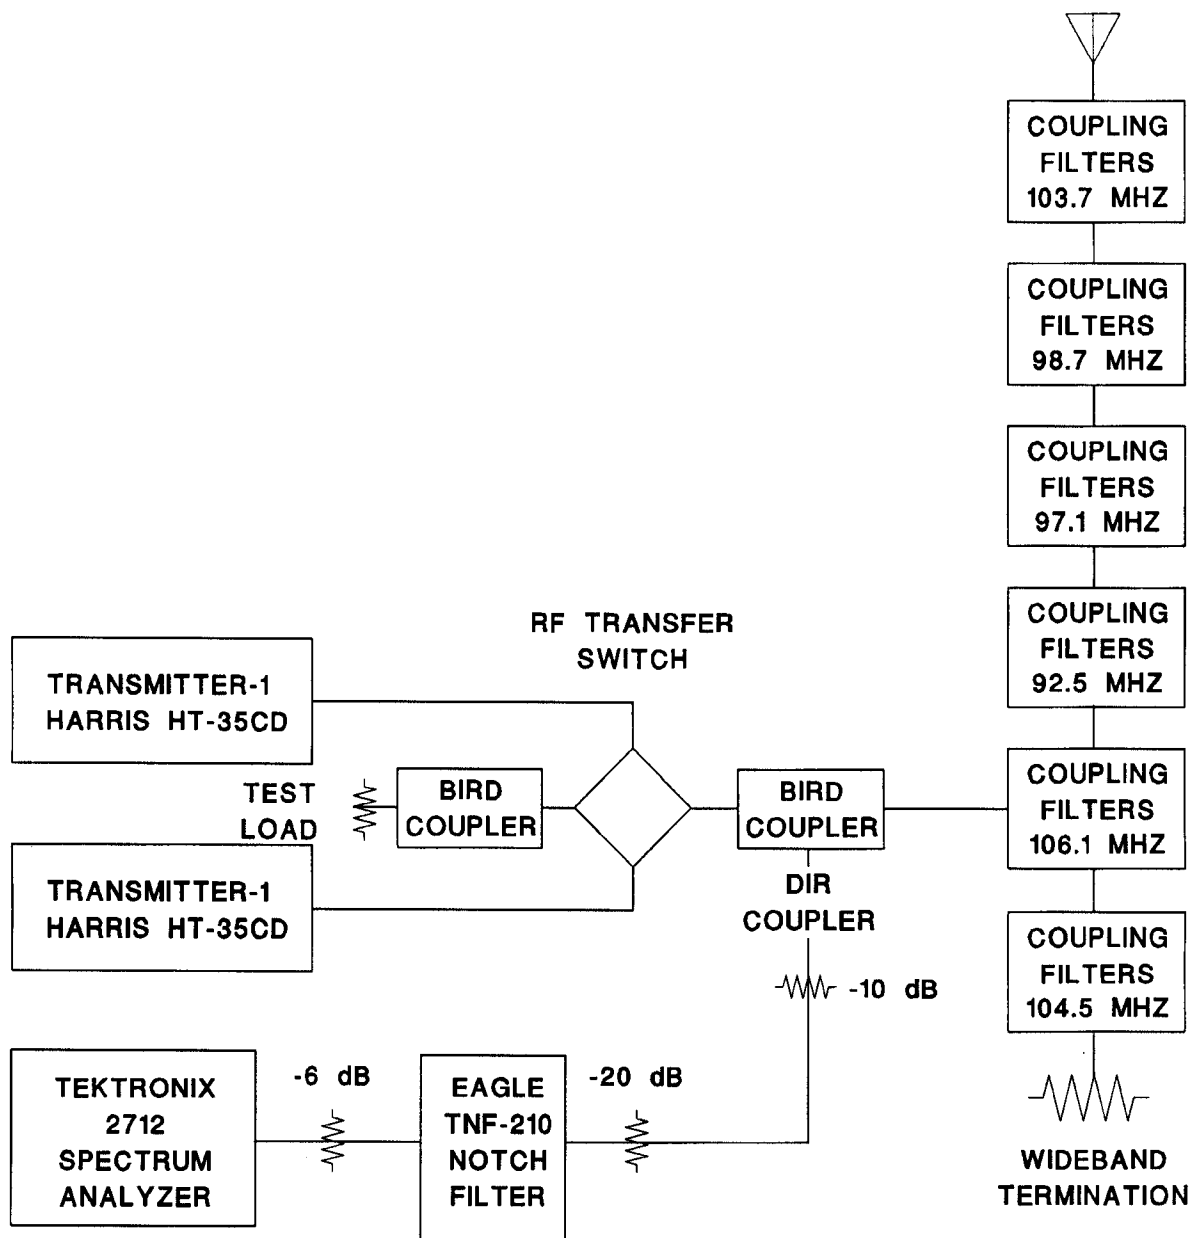 COUPLING
FILTERS
103.7 MHZ
COUPLING
FILTERS
98.7 MHZ
COUPLING
FILTERS
97.1 MHZ
COUPLING
FILTERS
92.5 MHZ
RF TRANSFER
SWITCH
TRANSMITTER-1
HARRIS HT-35CD
TEST
LOAD
BIRD
COUPLER
BIRD
COUPLER
COUPLING
FILTERS
106.1 MHZ
TRANSMITTER-1
HARRIS HT-35CD
DIR
COUPLER
-10 dB
COUPLING
FILTERS
104.5 MHZ
TEKTRONIX
2712
SPECTRUM
ANALYZER
-6 dB
EAGLE
TNF-210
NOTCH
FILTER
-20 dB
WIDEBAND
TERMINATION